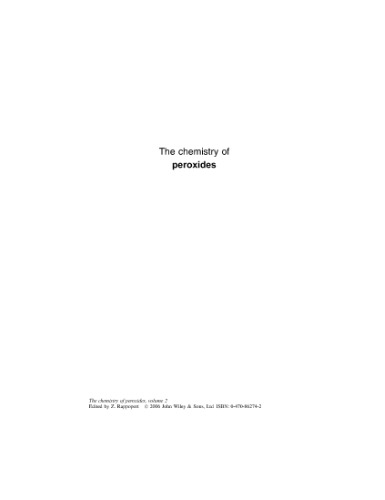 The chemistry of
peroxides
The chemistry of peroxides, volume 2
Edited by Z. Rappoport © 2006 John Wiley & Sons, Ltd ISBN: 0-470-86274-2